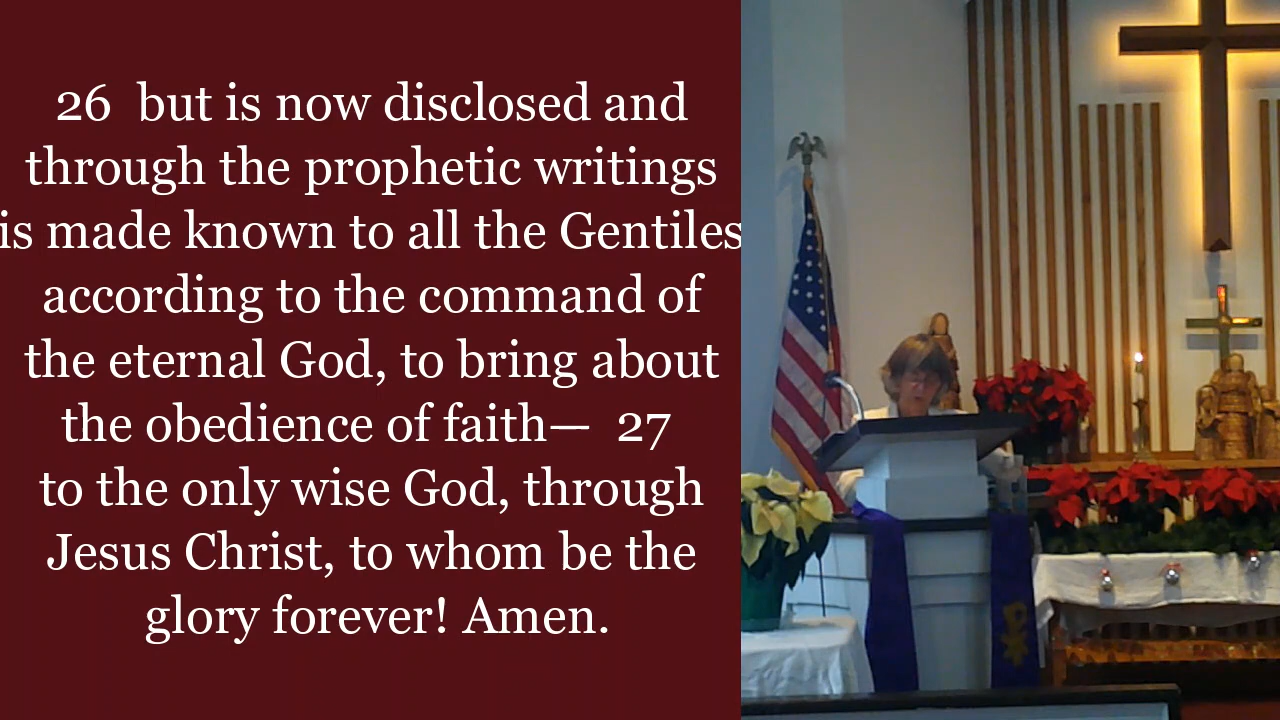 26  but is now disclosed and
through the prophetic writings
is made known to all the Gentiles
according to the command of
the eternal God, to bring about
the obedience of faith—  27
to the only wise God, through
Jesus Christ, to whom be the
glory forever! Amen.